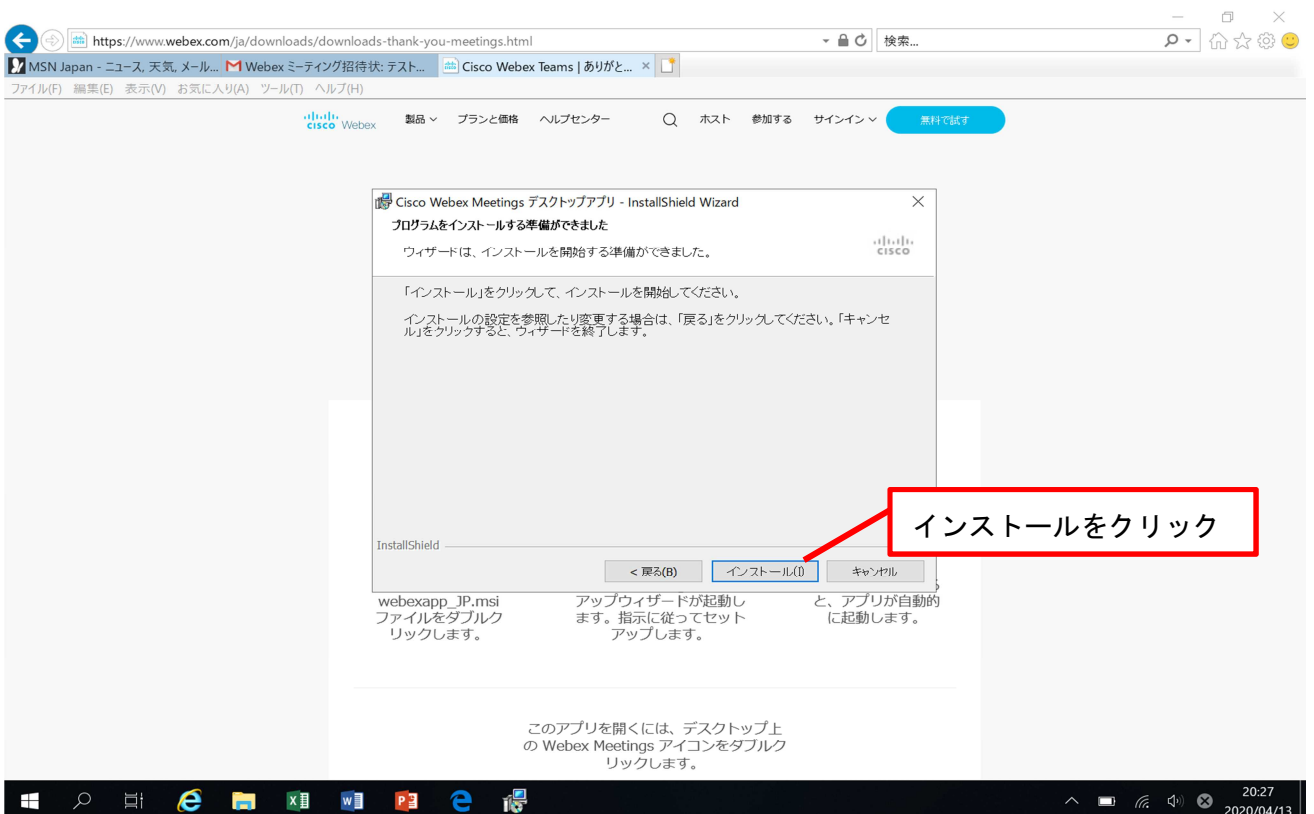 https://www.webex.com/ja/downloads/downloads-thank-you-meetings.html
検索...
MSN Japan - ニュース, 天気, メール...
Webex ミーティング招待状: テスト...
Cisco Webex Teams | ありがと...
ファイル(F) 編集(E) 表示(V) お気に入り(A) ツール(T) ヘルプ(H)
cisco Webex
製品 プランと価格 ヘルプセンター ホスト 参加する サインイン 無料で試す
Cisco Webex Meetings デスクトップアプリ - InstallShield Wizard
プログラムをインストールする準備ができました
ウィザードは、インストールを開始する準備ができました。
cisco
「インストール」をクリックして、インストールを開始してください。
インストールの設定を参照したり変更する場合は、「戻る」をクリックしてください。「キャンセ
ル」をクリックすると、ウィザードを終了します。
インストールをクリック
InstallShield
< 戻る(B) インストール(I) キャンセル
webexapp_JP.msi
ファイルをダブルク
リックします。
アップウィザードが起動し
ます。指示に従ってセット
アップします。
と、アプリが自動的
に起動します。
このアプリを開くには、デスクトップ上
の Webex Meetings アイコンをダブルク
リックします。
20:27
2020/04/13